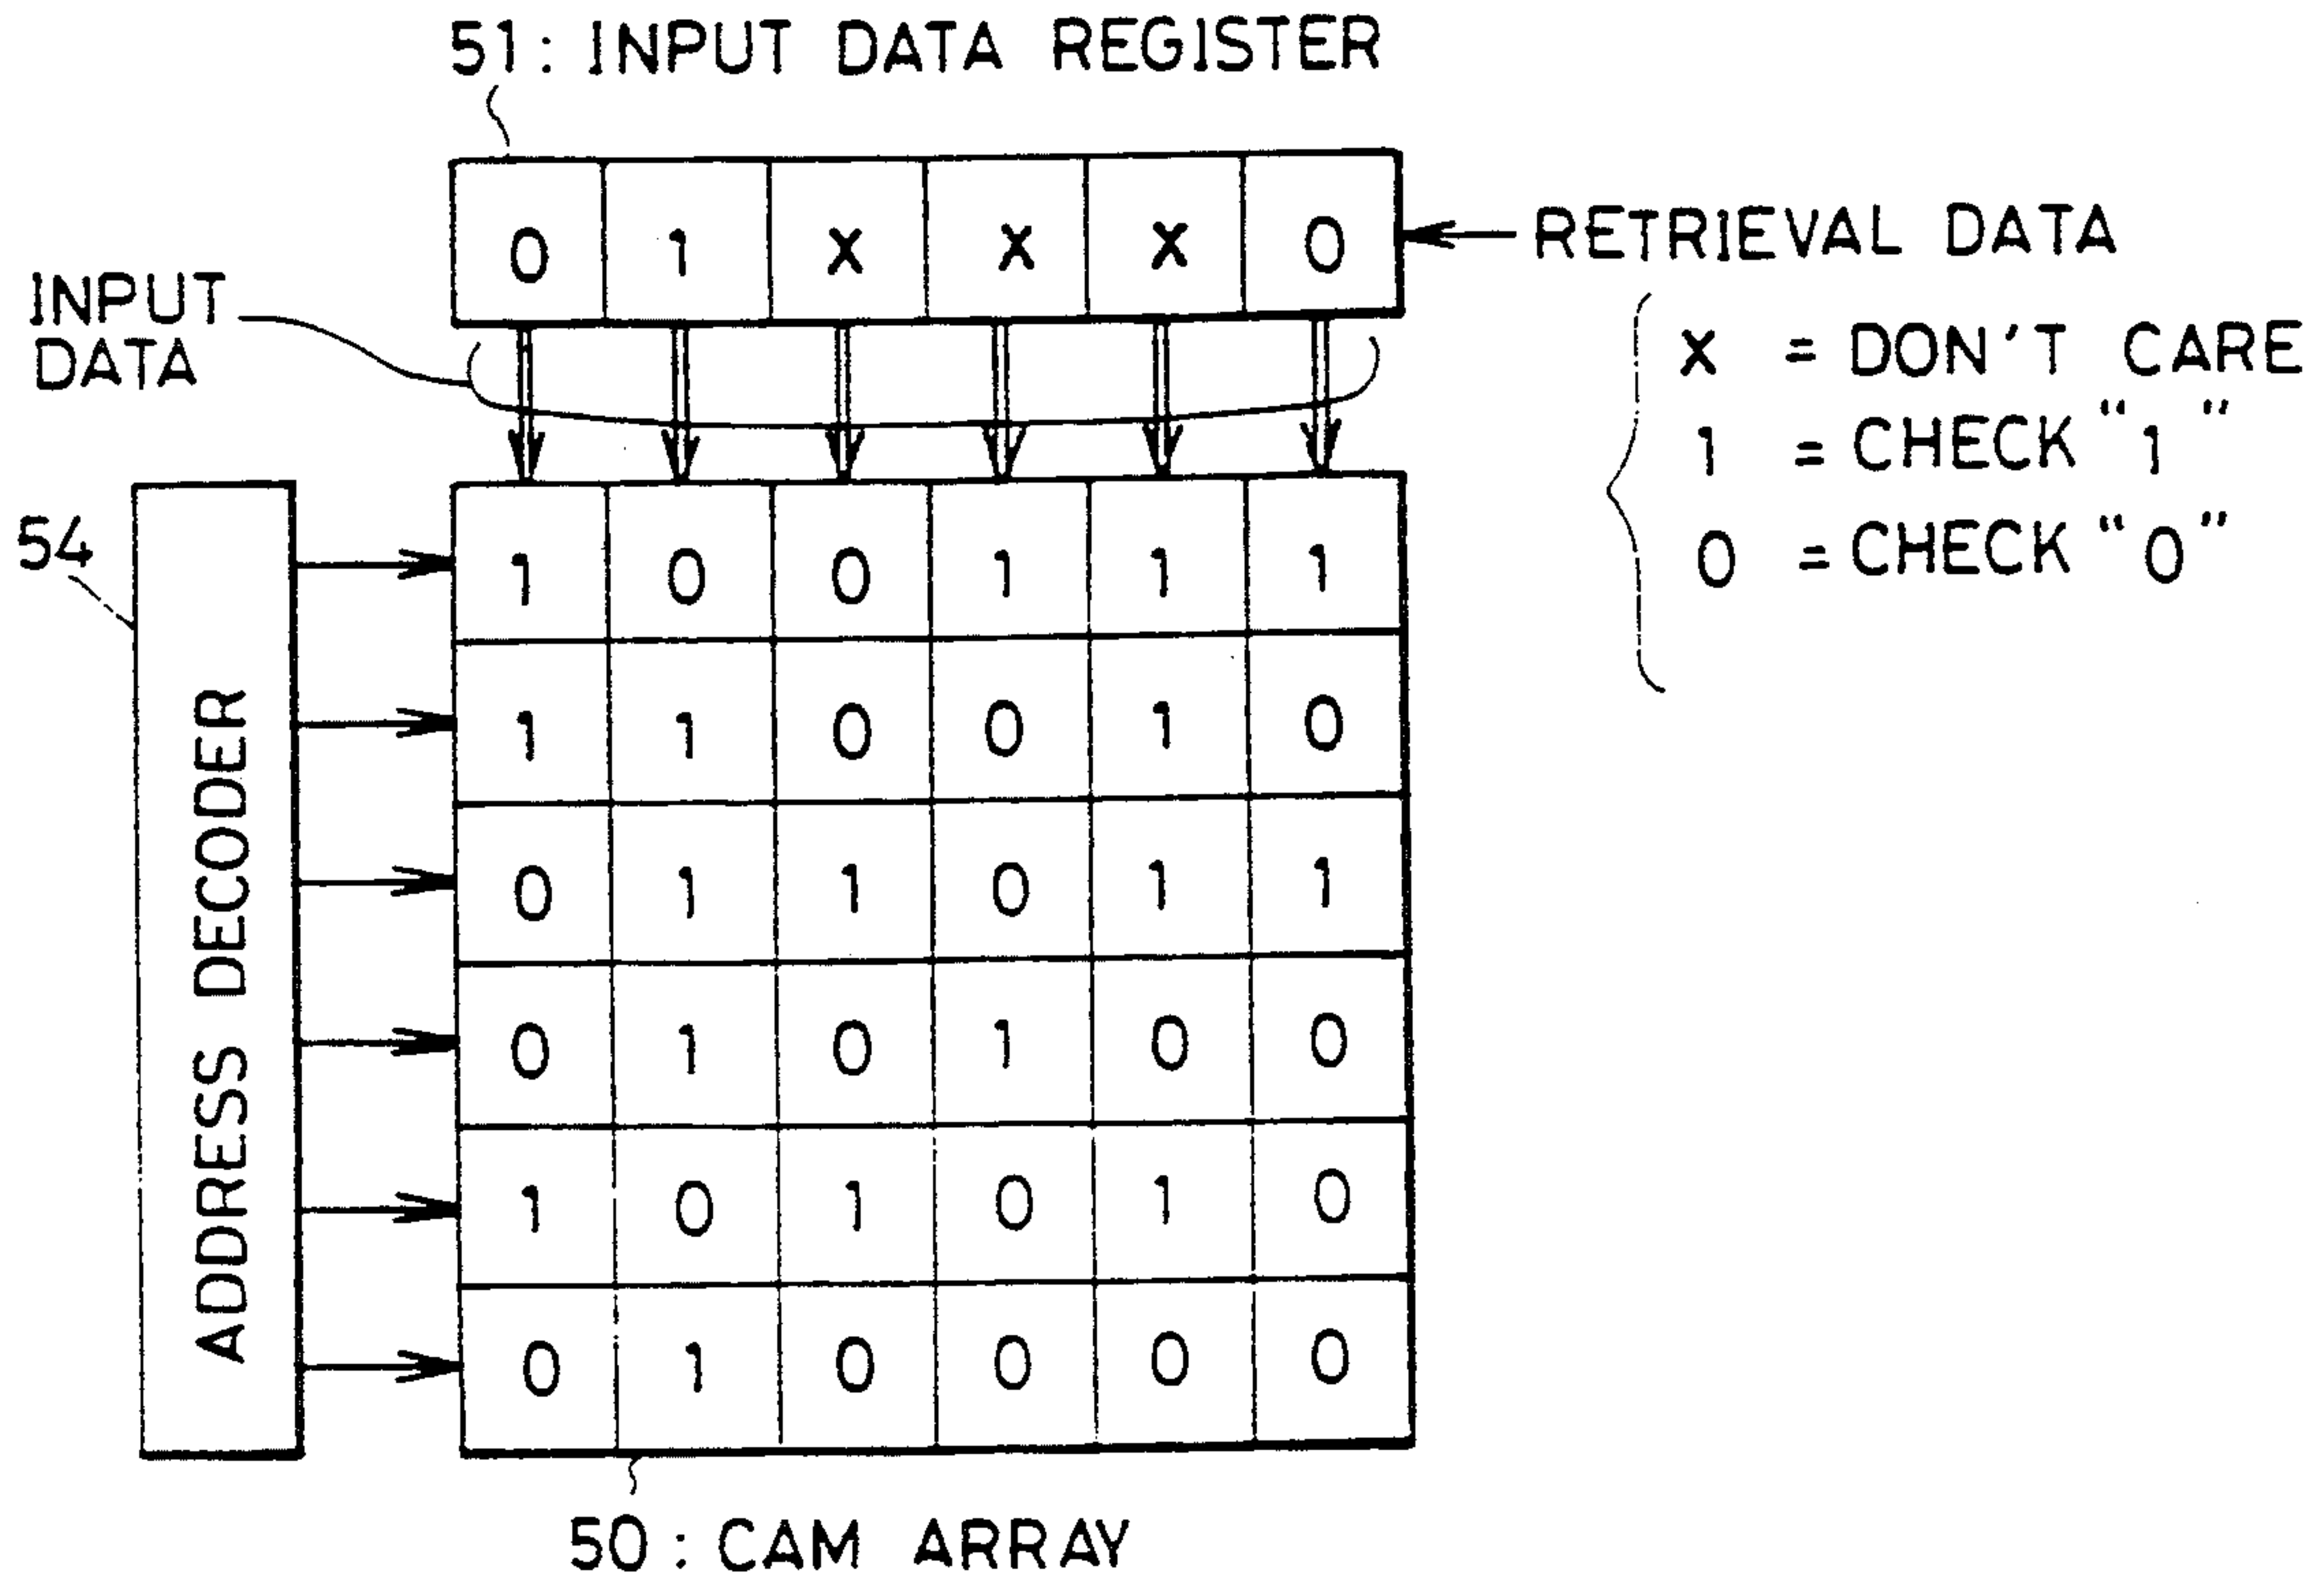 51: INPUT DATA REGISTER
0 1 X X X 0
RETRIEVAL DATA
INPUT
DATA
X = DON'T CARE
1 = CHECK "1"
0 = CHECK "0"
54
ADDRESS DECODER
1 0 0 1 1 1
1 1 0 0 1 0
0 1 1 0 1 1
0 1 0 1 0 0
1 0 1 0 1 0
0 1 0 0 0 0
50: CAM ARRAY